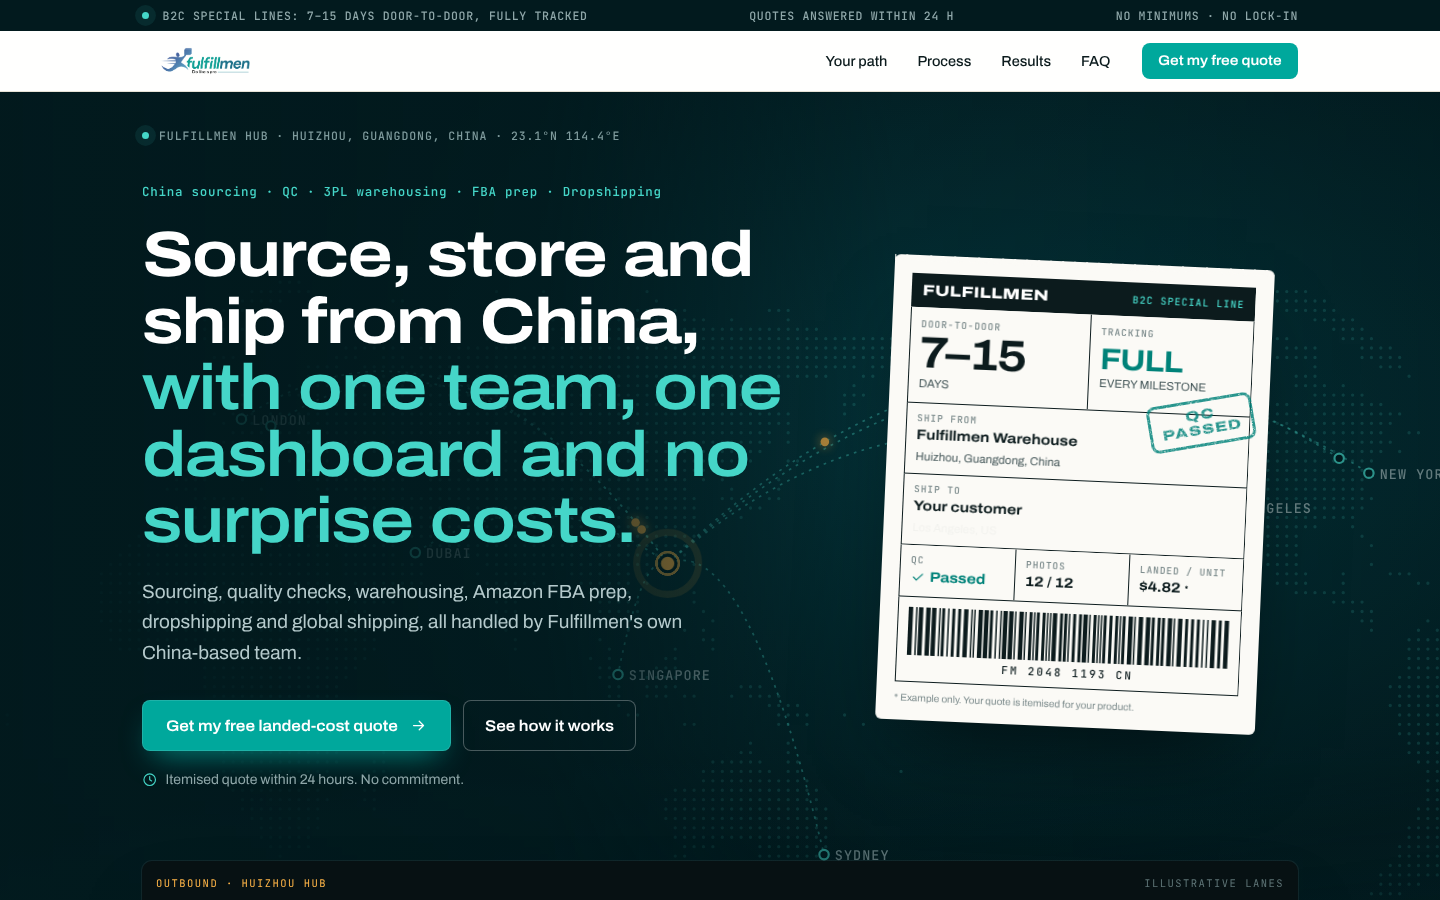 B2C SPECIAL LINES: 7–15 DAYS DOOR-TO-DOOR, FULLY TRACKED
QUOTES ANSWERED WITHIN 24 H
NO MINIMUMS · NO LOCK-IN
fulfillmen
Your path
Process
Results
FAQ
Get my free quote
FULFILLMEN HUB · HUIZHOU, GUANGDONG, CHINA · 23.1°N 114.4°E
China sourcing · QC · 3PL warehousing · FBA prep · Dropshipping
Source, store and
ship from China,
with one team, one
dashboard and no
surprise costs.
Sourcing, quality checks, warehousing, Amazon FBA prep,
dropshipping and global shipping, all handled by Fulfillmen's own
China-based team.
Get my free landed-cost quote
See how it works
Itemised quote within 24 hours. No commitment.
LONDON
DUBAI
SINGAPORE
SYDNEY
NEW YOR
GELES
FULFILLMEN
B2C SPECIAL LINE
DOOR-TO-DOOR
7–15
DAYS
TRACKING
FULL
EVERY MILESTONE
QC
PASSED
SHIP FROM
Fulfillmen Warehouse
Huizhou, Guangdong, China
SHIP TO
Your customer
QC
Passed
PHOTOS
12 / 12
LANDED / UNIT
$4.82 *
FM 2048 1193 CN
* Example only. Your quote is itemised for your product.
OUTBOUND · HUIZHOU HUB
ILLUSTRATIVE LANES